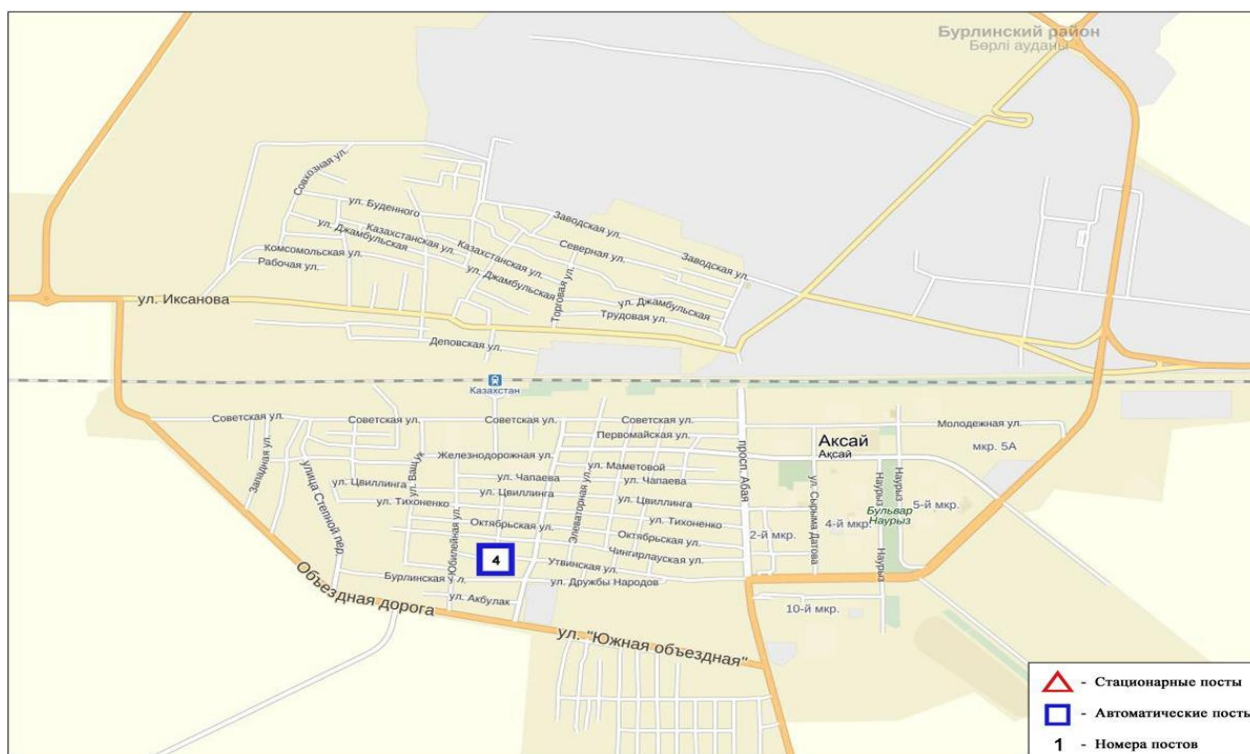 Бурлинский район
Бөрлі ауданы
Совхозная ул.
ул. Буденного
Заводская ул.
Казахстанская ул.
ул. Джамбульская
Северная ул.
Казахстанская ул.
Комсомольская ул.
Заводская ул.
Рабочая ул.
ул. Джамбульская
Торговая ул.
ул. Джамбульская
ул. Иксанова
Трудовая ул.
Деповская ул.
Казахстан
Советская ул.
Советская ул.
Советская ул.
Советская ул.
Молодежная ул.
Первомайская ул.
Аксай
Ақсай
мкр. 5А
просп. Абая
Западная ул.
улица Степной пер.
Железнодорожная ул.
ул. Маметовой
ул. Чапаева
ул. Чапаева
ул. Цвиллинга
ул. Цвиллинга
ул. Цвиллинга
ул. Тихоненко
ул. Тихоненко
Элеваторная ул.
ул. Сырыма Датова
Наурыз
Наурыз
5-й мкр.
Бульвар
Наурыз
4-й мкр.
2-й мкр.
Октябрьская ул.
Октябрьская ул.
Юбилейная ул.
Чингирлауская ул.
4
Утвинская ул.
Наурыз
Бурлинская ул.
ул. Дружбы Народов
ул. Акбулак
10-й мкр.
Объездная дорога
ул. "Южная объездная"
- Стационарные посты
- Автоматические посты
1 - Номера постов